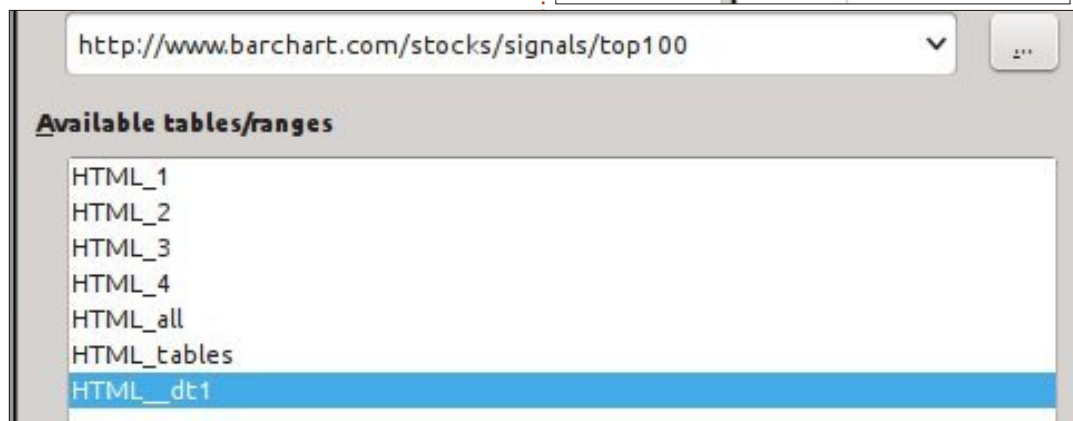 http://www.barchart.com/stocks/signals/top100
...
Available tables/ranges
HTML_1
HTML_2
HTML_3
HTML_4
HTML_all
HTML_tables
HTML__dt1